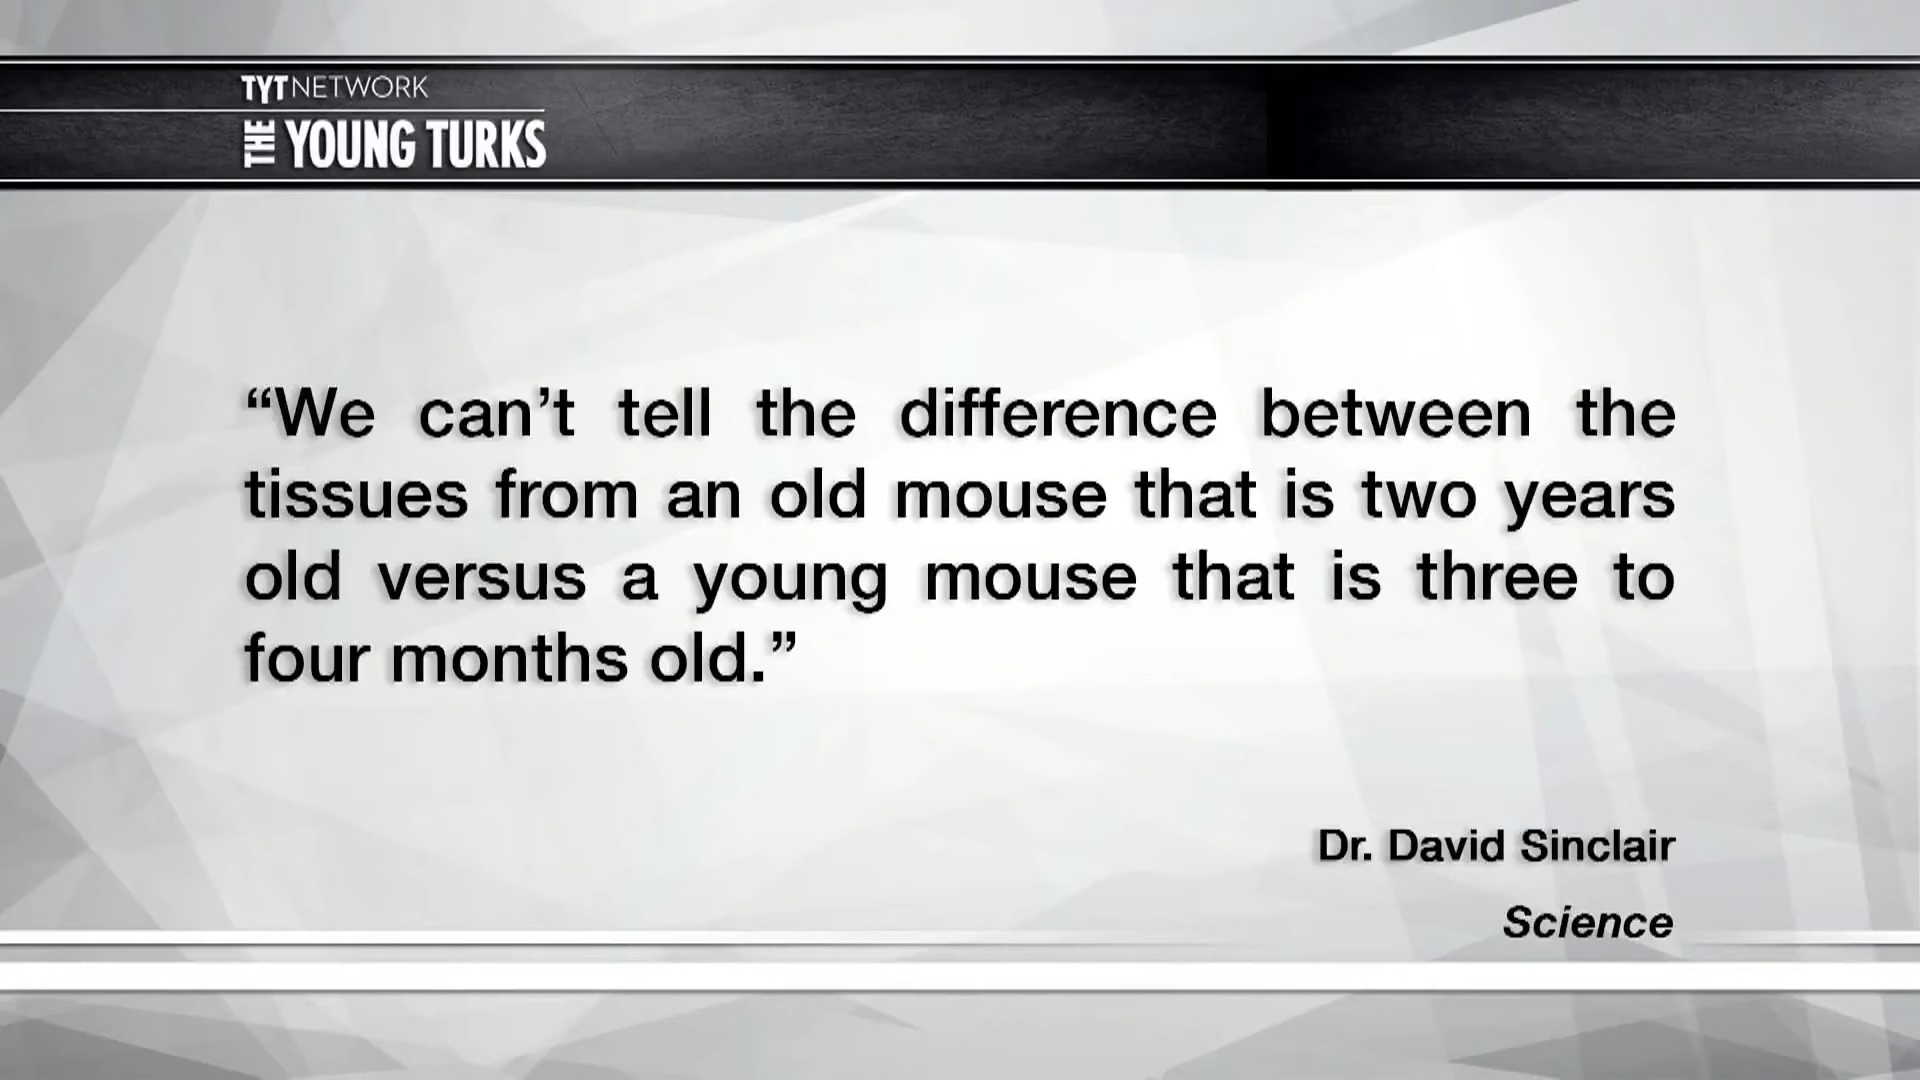 TYT NETWORK
THE YOUNG TURKS
“We can’t tell the difference between the
tissues from an old mouse that is two years
old versus a young mouse that is three to
four months old.”
Dr. David Sinclair
Science